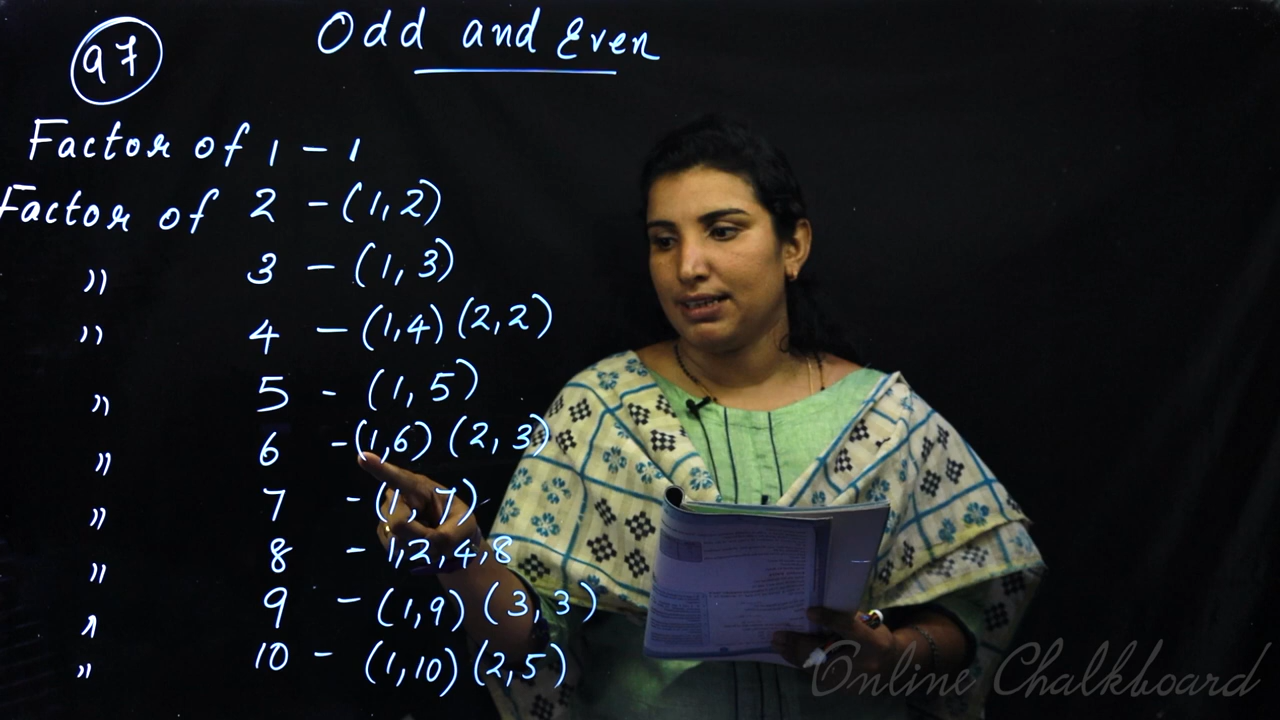 97
Odd and Even
Factor of 1 - 1
Factor of 2 - (1,2)
〃 3 - (1,3)
〃 4 - (1,4) (2,2)
〃 5 - (1,5)
〃 6 - (1,6) (2,3)
〃 7 - (1,7)
〃 8 - 1,2,4,8
〃 9 - (1,9) (3,3)
〃 10 - (1,10) (2,5)
Online Chalkboard